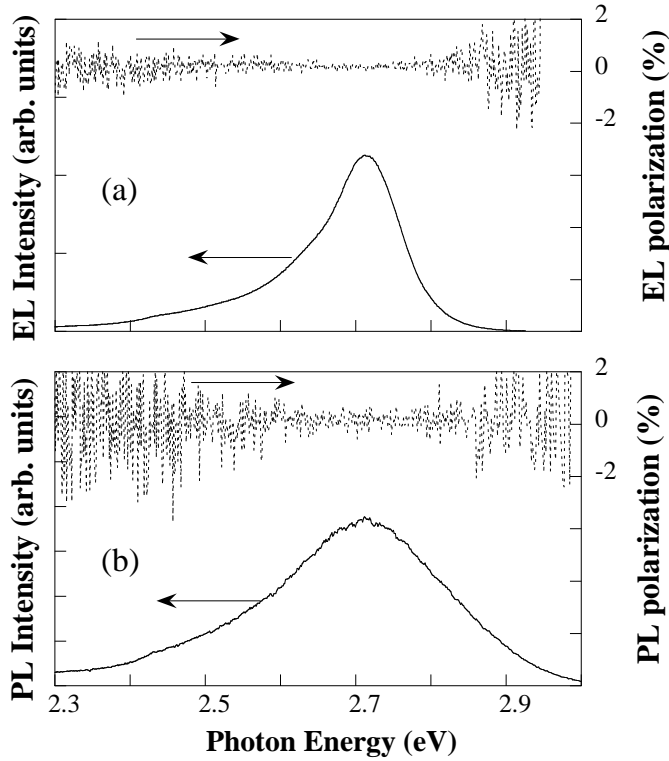 EL Intensity (arb. units)
(a)
2
0
-2
EL polarization (%)
PL Intensity (arb. units)
(b)
2
0
-2
PL polarization (%)
2.3
2.5
2.7
2.9
Photon Energy (eV)